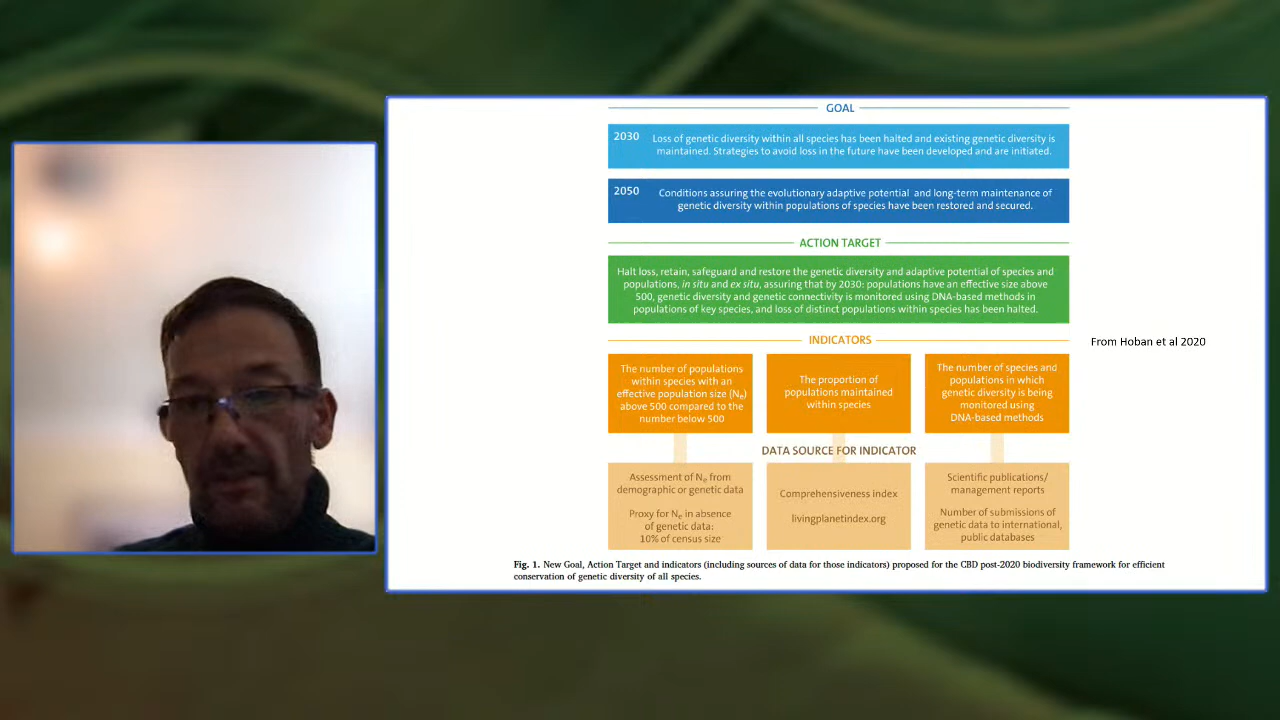 GOAL
2030
Loss of genetic diversity within all species has been halted and existing genetic diversity is
maintained. Strategies to avoid loss in the future have been developed and are initiated.
2050
Conditions assuring the evolutionary adaptive potential and long-term maintenance of
genetic diversity within populations of species have been restored and secured.
ACTION TARGET
Halt loss, retain, safeguard and restore the genetic diversity and adaptive potential of species and
populations, in situ and ex situ, assuring that by 2030: populations have an effective size above
500, genetic diversity and genetic connectivity is monitored using DNA-based methods in
populations of key species, and loss of distinct populations within species has been halted.
INDICATORS
From Hoban et al 2020
The number of populations
within species with an
effective population size (Ne)
above 500 compared to the
number below 500
The proportion of
populations maintained
within species
The number of species and
populations in which
genetic diversity is being
monitored using
DNA-based methods
DATA SOURCE FOR INDICATOR
Assessment of Ne from
demographic or genetic data
Proxy for Ne in absence
of genetic data:
10% of census size
Comprehensiveness index
livingplanetindex.org
Scientific publications/
management reports
Number of submissions of
genetic data to international,
public databases
Fig. 1. New Goal, Action Target and indicators (including sources of data for those indicators) proposed for the CBD post-2020 biodiversity framework for efficient
conservation of genetic diversity of all species.